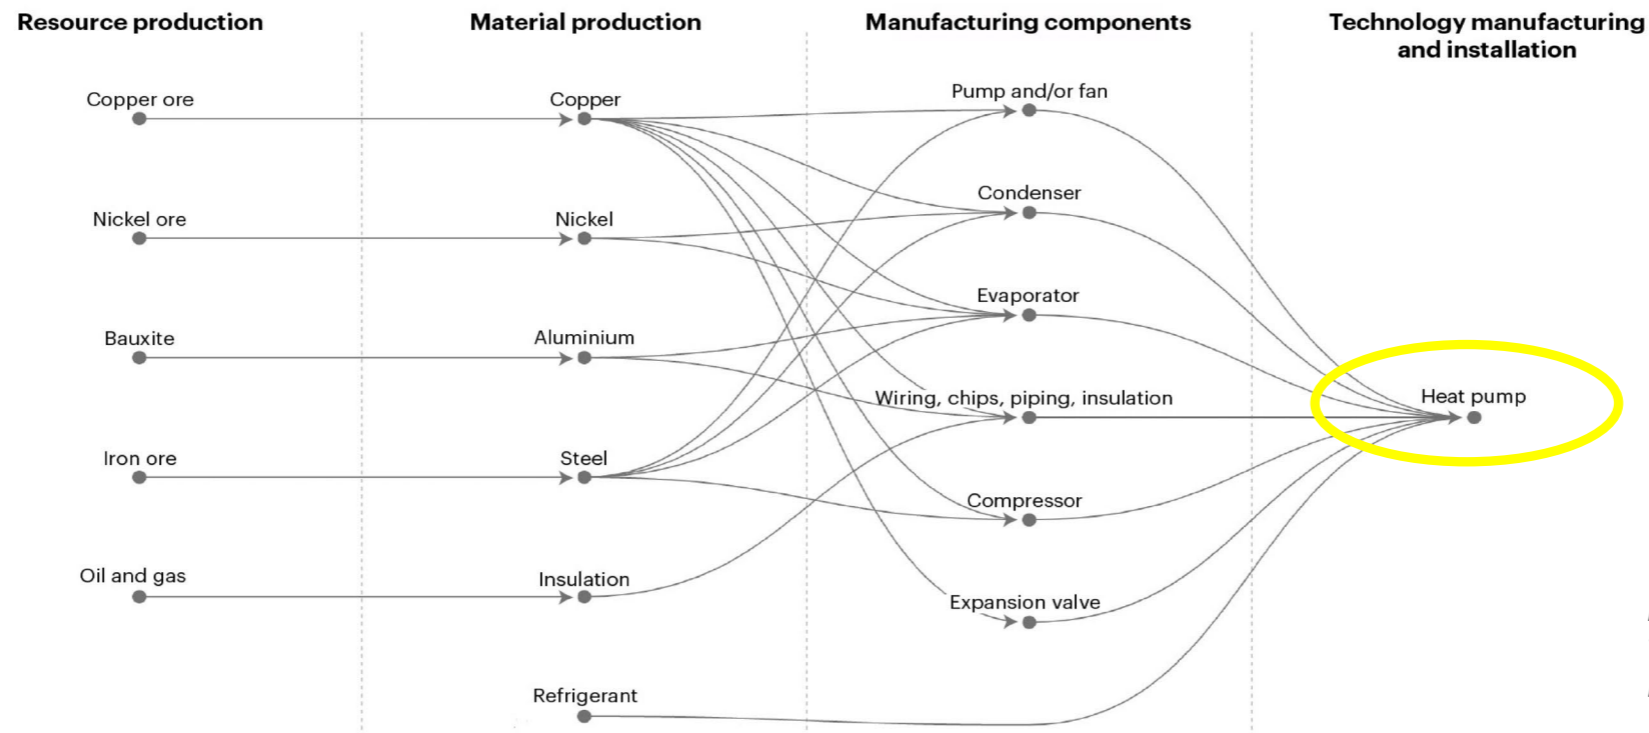 Resource production
Material production
Manufacturing components
Technology manufacturing
and installation
Copper ore
Copper
Pump and/or fan
Condenser
Nickel ore
Nickel
Evaporator
Bauxite
Aluminium
Wiring, chips, piping, insulation
Heat pump
Iron ore
Steel
Compressor
Oil and gas
Insulation
Expansion valve
Refrigerant